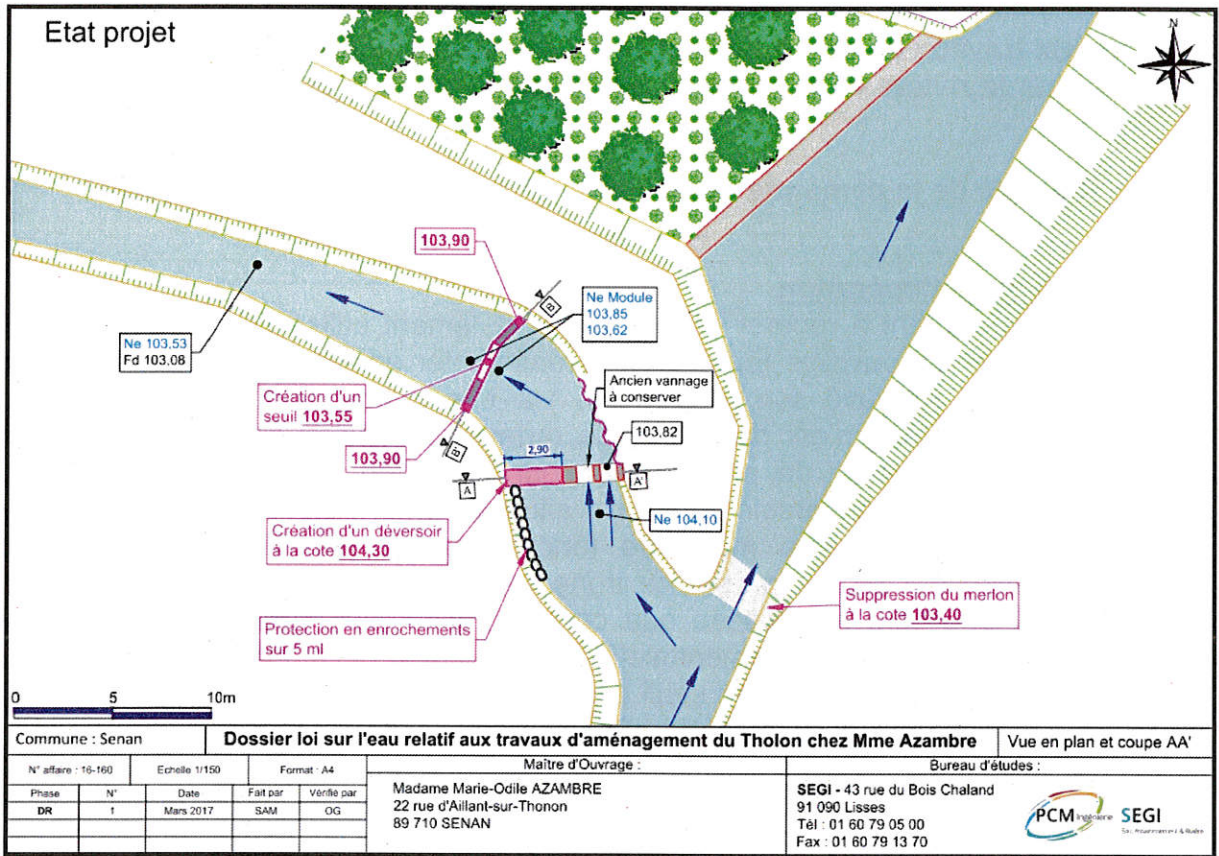 Etat projet
N
103,90
Ne Module
103,85
103,62
B
Ne 103,53
Fd 103,08
Ancien vannage
à conserver
Création d'un
seuil 103,55
103,82
2,90
103,90
B'
A
A'
Ne 104,10
Création d'un déversoir
à la cote 104,30
Suppression du merlon
à la cote 103,40
Protection en enrochements
sur 5 ml
0 5 10m
Commune : Senan
Dossier loi sur l'eau relatif aux travaux d'aménagement du Tholon chez Mme Azambre
Vue en plan et coupe AA'
N° affaire : 16-160
Echelle 1/150
Format : A4
Phase N° Date Fait par Vérifié par
DR 1 Mars 2017 SAM OG
Maître d'Ouvrage :
Madame Marie-Odile AZAMBRE
22 rue d'Aillant-sur-Thonon
89 710 SENAN
Bureau d'études :
SEGI - 43 rue du Bois Chaland
91 090 Lisses
Tél : 01 60 79 05 00
Fax : 01 60 79 13 70
PCM Ingénierie SEGI